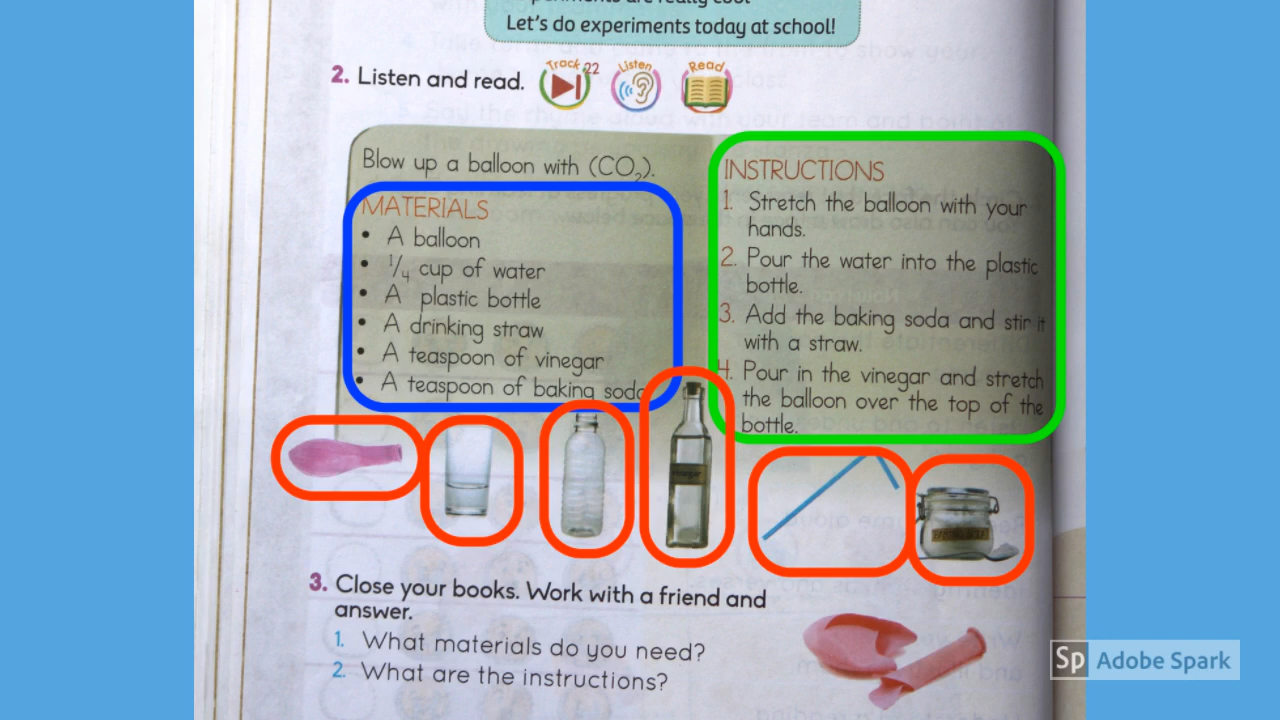 Let's do experiments today at school!
2. Listen and read.
Track 22
Listen
Read
Blow up a balloon with (CO₂).
MATERIALS
• A balloon
• 1/4 cup of water
• A plastic bottle
• A drinking straw
• A teaspoon of vinegar
• A teaspoon of baking soda
INSTRUCTIONS
1. Stretch the balloon with your
hands.
2. Pour the water into the plastic
bottle.
3. Add the baking soda and stir it
with a straw.
4. Pour in the vinegar and stretch
the balloon over the top of the
bottle.
vinegar
3. Close your books. Work with a friend and
answer.
1. What materials do you need?
2. What are the instructions?
Sp Adobe Spark